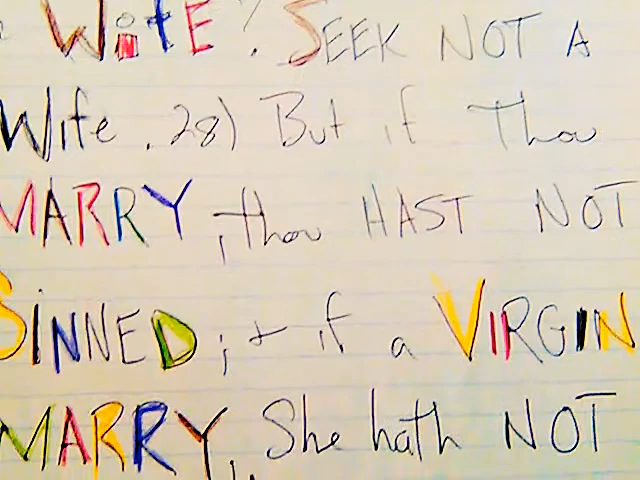 WifE? SEEK NOT A
Wife. 28) But if Thou
MARRY, thou HAST NOT
SINNED; & if a VIRGIN
MARRY, She hath NOT